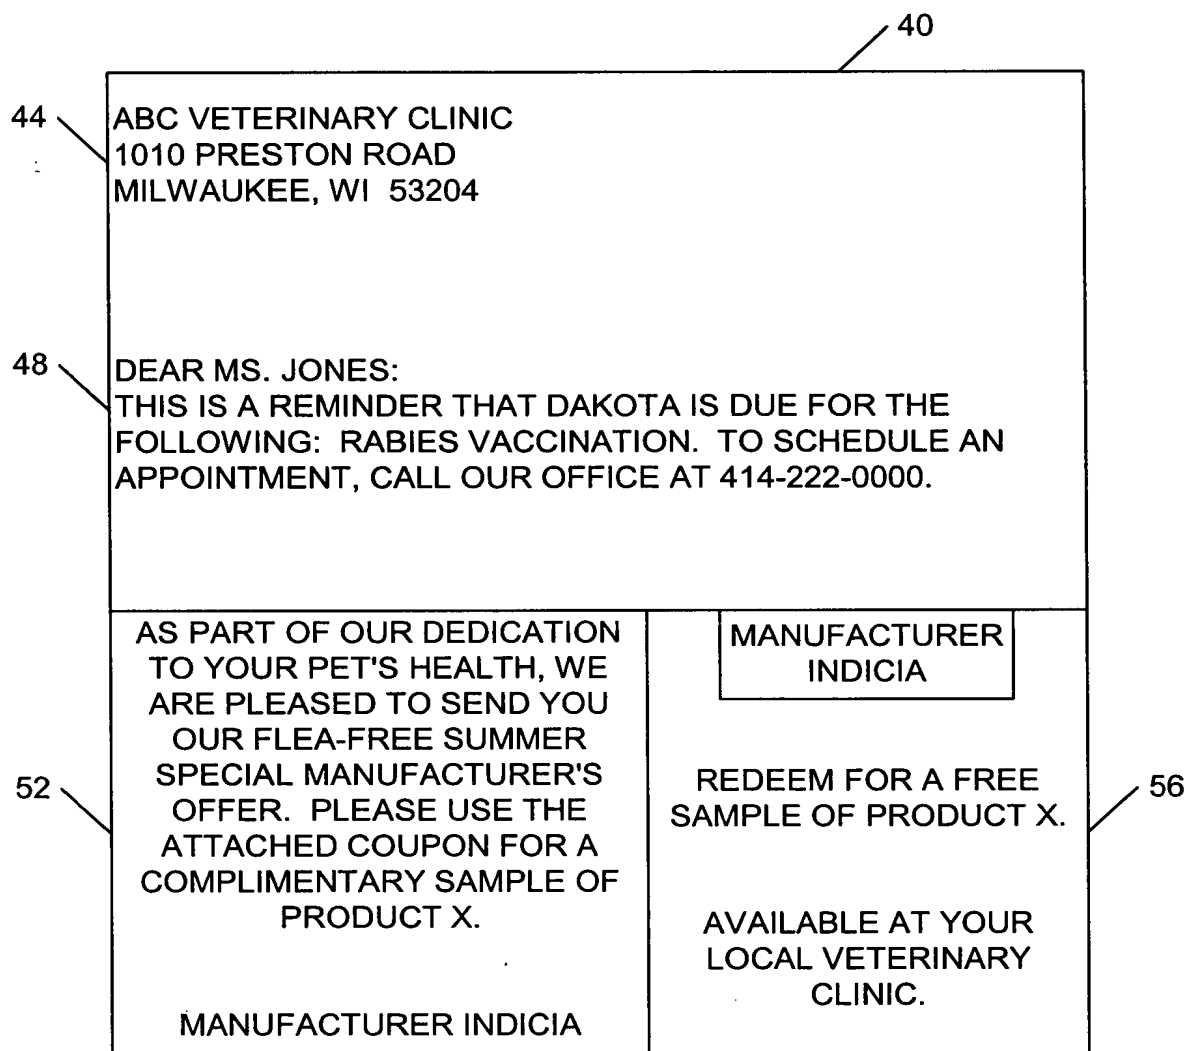 40
44
ABC VETERINARY CLINIC
1010 PRESTON ROAD
MILWAUKEE, WI 53204
48
DEAR MS. JONES:
THIS IS A REMINDER THAT DAKOTA IS DUE FOR THE
FOLLOWING: RABIES VACCINATION. TO SCHEDULE AN
APPOINTMENT, CALL OUR OFFICE AT 414-222-0000.
52
AS PART OF OUR DEDICATION
TO YOUR PET'S HEALTH, WE
ARE PLEASED TO SEND YOU
OUR FLEA-FREE SUMMER
SPECIAL MANUFACTURER'S
OFFER. PLEASE USE THE
ATTACHED COUPON FOR A
COMPLIMENTARY SAMPLE OF
PRODUCT X.
MANUFACTURER INDICIA
MANUFACTURER
INDICIA
REDEEM FOR A FREE
SAMPLE OF PRODUCT X.
56
AVAILABLE AT YOUR
LOCAL VETERINARY
CLINIC.